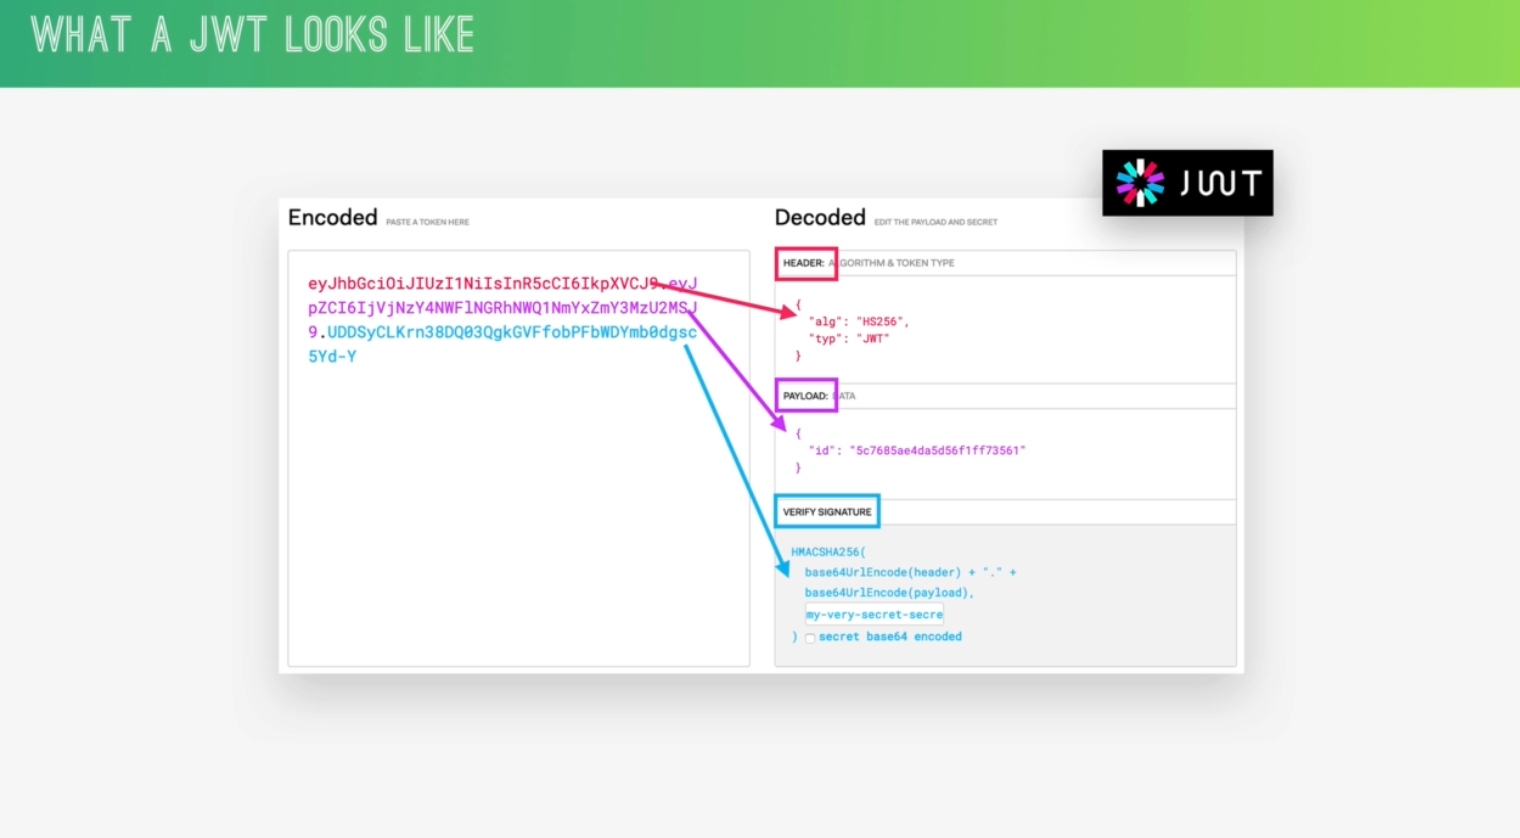 WHAT A JWT LOOKS LIKE
JWT
Encoded PASTE A TOKEN HERE
eyJhbGciOiJIUzI1NiIsInR5cCI6IkpXVCJ9.eyJ
pZCI6IjVjNzY4NWFlNGRhNWQ1NmYxZmY3MzU2MSJ
9.UDDSyCLKrn38DQ03QgkGVFfobPFbWDYmb0dgsc
5Yd-Y
Decoded EDIT THE PAYLOAD AND SECRET
HEADER: ALGORITHM & TOKEN TYPE
{
"alg": "HS256",
"typ": "JWT"
}
PAYLOAD: DATA
{
"id": "5c7685ae4da5d56f1ff73561"
}
VERIFY SIGNATURE
HMACSHA256(
base64UrlEncode(header) + "." +
base64UrlEncode(payload),
my-very-secret-secre
) secret base64 encoded